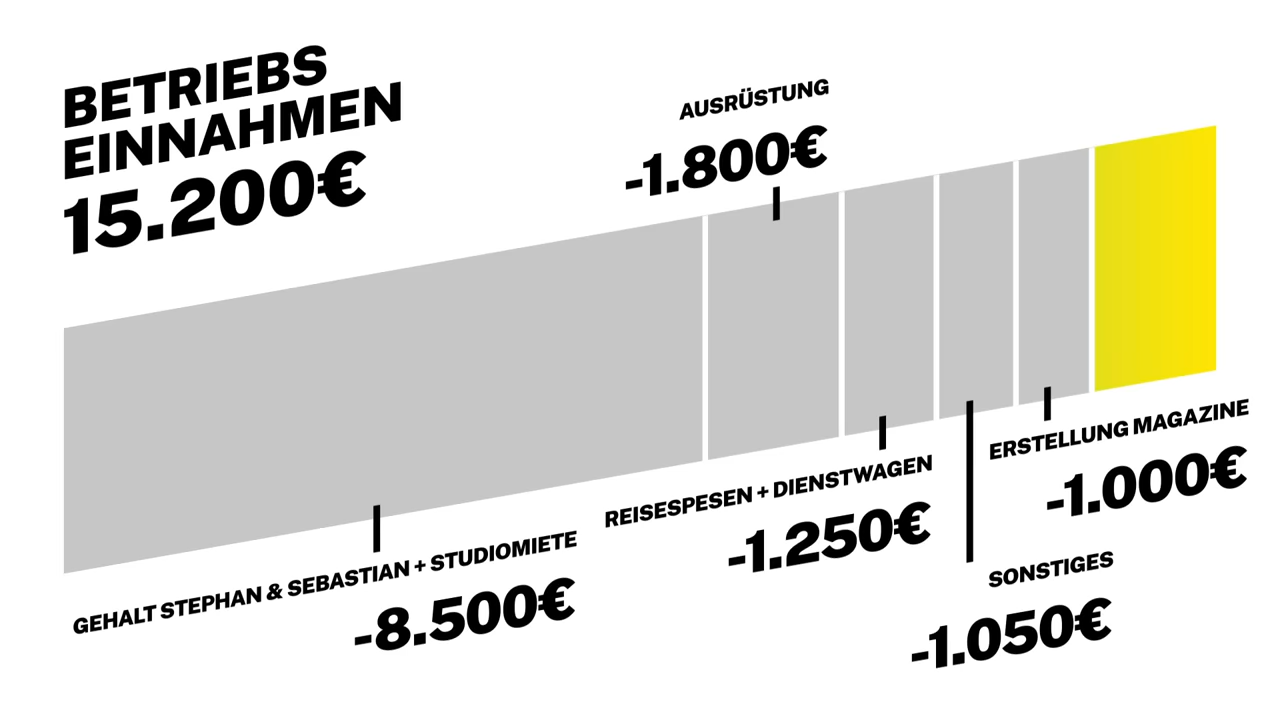 BETRIEBS
EINNAHMEN
15.200€
AUSRÜSTUNG
-1.800€
GEHALT STEPHAN & SEBASTIAN + STUDIOMIETE
-8.500€
REISESPESEN + DIENSTWAGEN
-1.250€
SONSTIGES
-1.050€
ERSTELLUNG MAGAZINE
-1.000€